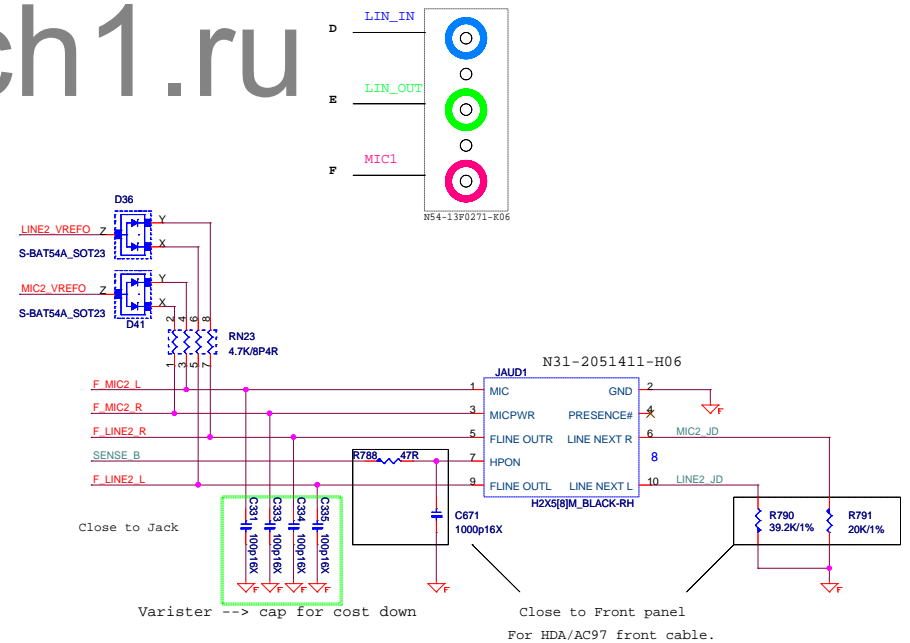 ch1.ru
D LIN_IN
E LIN_OUT
F MIC1
N54-13F0271-K06
D36
LINE2_VREFO Z Y X
S-BAT54A_SOT23
MIC2_VREFO Z Y X
S-BAT54A_SOT23
D41
2 4 6 8
RN23
4.7K/8P4R
1 3 5 7
N31-2051411-H06
JAUD1
F_MIC2_L 1 MIC GND 2 F
F_MIC2_R 3 MICPWR PRESENCE# 4
F_LINE2_R 5 FLINE OUTR LINE NEXT R 6 MIC2_JD
SENSE_B R788 47R 7 HPON 8
F_LINE2_L 9 FLINE OUTL LINE NEXT L 10 LINE2_JD
H2X5[8]M_BLACK-RH
C331 100p16X
C333 100p16X
C334 100p16X
C335 100p16X
C671
1000p16X
R790
39.2K/1%
R791
20K/1%
Close to Jack
F F F F F F
Varister --> cap for cost down
Close to Front panel
For HDA/AC97 front cable.